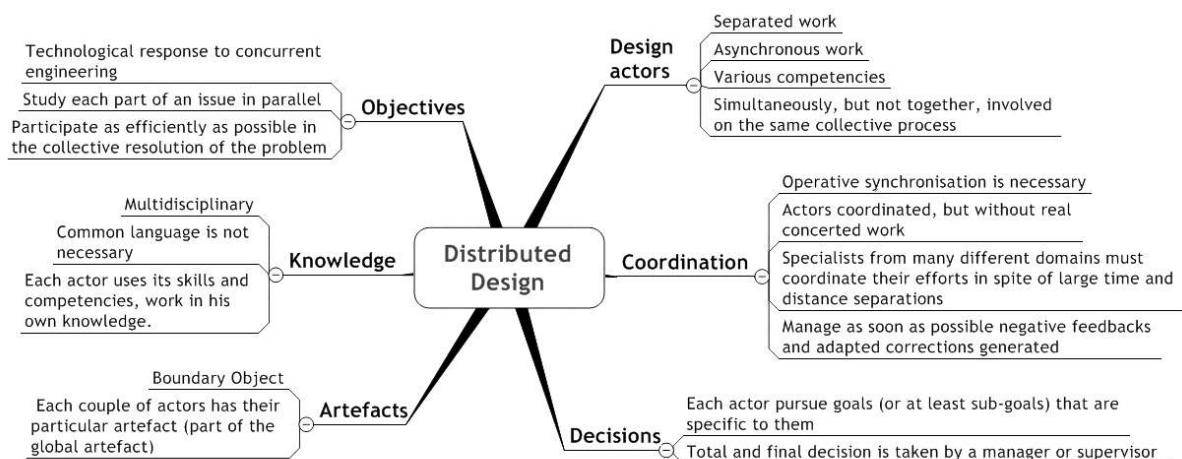 Technological response to concurrent
engineering
Study each part of an issue in parallel
Participate as efficiently as possible in
the collective resolution of the problem
Objectives
Multidisciplinary
Common language is not
necessary
Each actor uses its skills and
competencies, work in his
own knowledge.
Knowledge
Boundary Object
Each couple of actors has their
particular artefact (part of the
global artefact)
Artefacts
Distributed
Design
Design
actors
Separated work
Asynchronous work
Various competencies
Simultaneously, but not together, involved
on the same collective process
Coordination
Operative synchronisation is necessary
Actors coordinated, but without real
concerted work
Specialists from many different domains must
coordinate their efforts in spite of large time and
distance separations
Manage as soon as possible negative feedbacks
and adapted corrections generated
Decisions
Each actor pursue goals (or at least sub-goals) that are
specific to them
Total and final decision is taken by a manager or supervisor